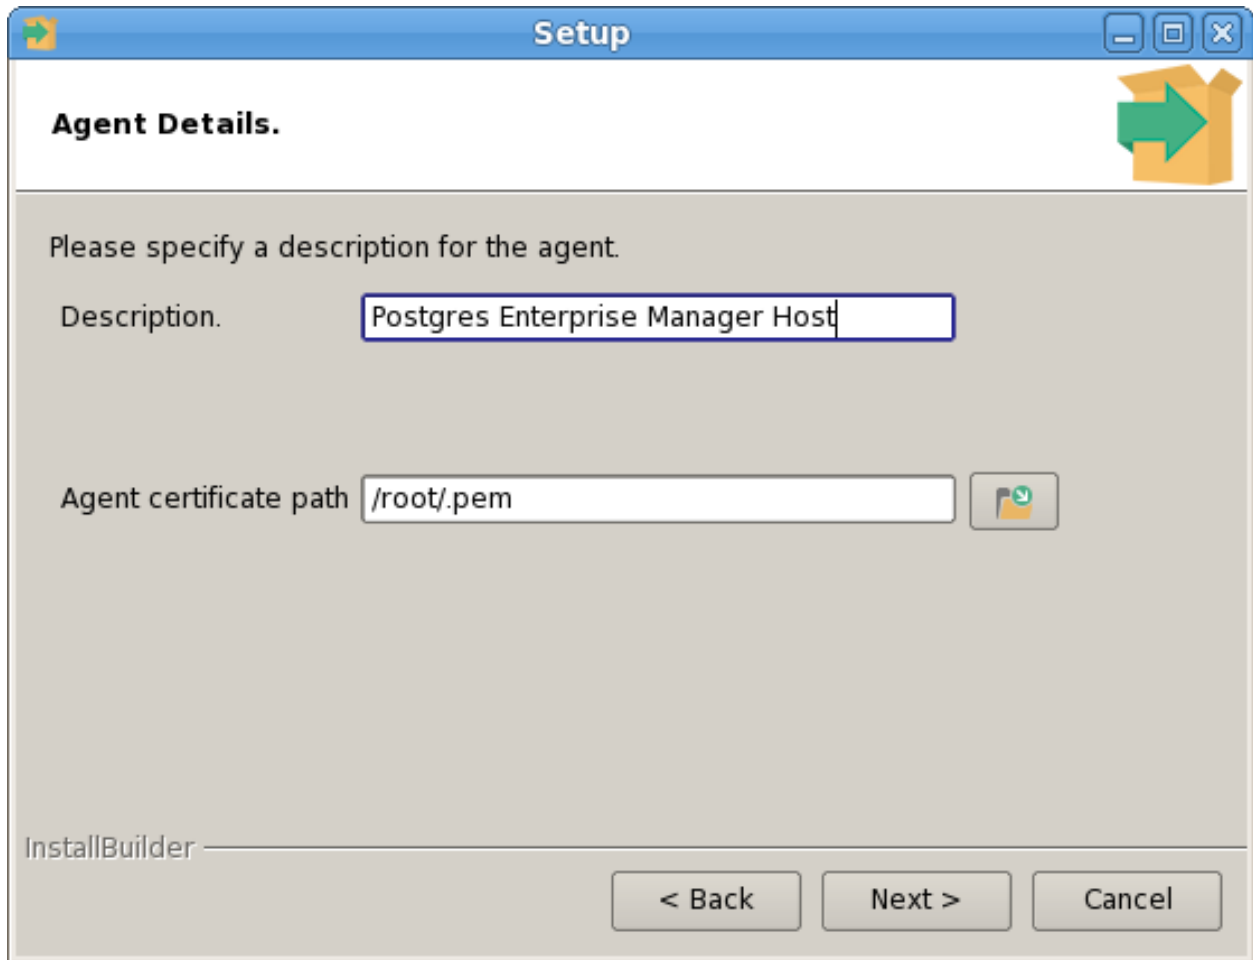 Setup
Agent Details.
Please specify a description for the agent.
Description. Postgres Enterprise Manager Host
Agent certificate path /root/.pem
InstallBuilder
< Back Next > Cancel